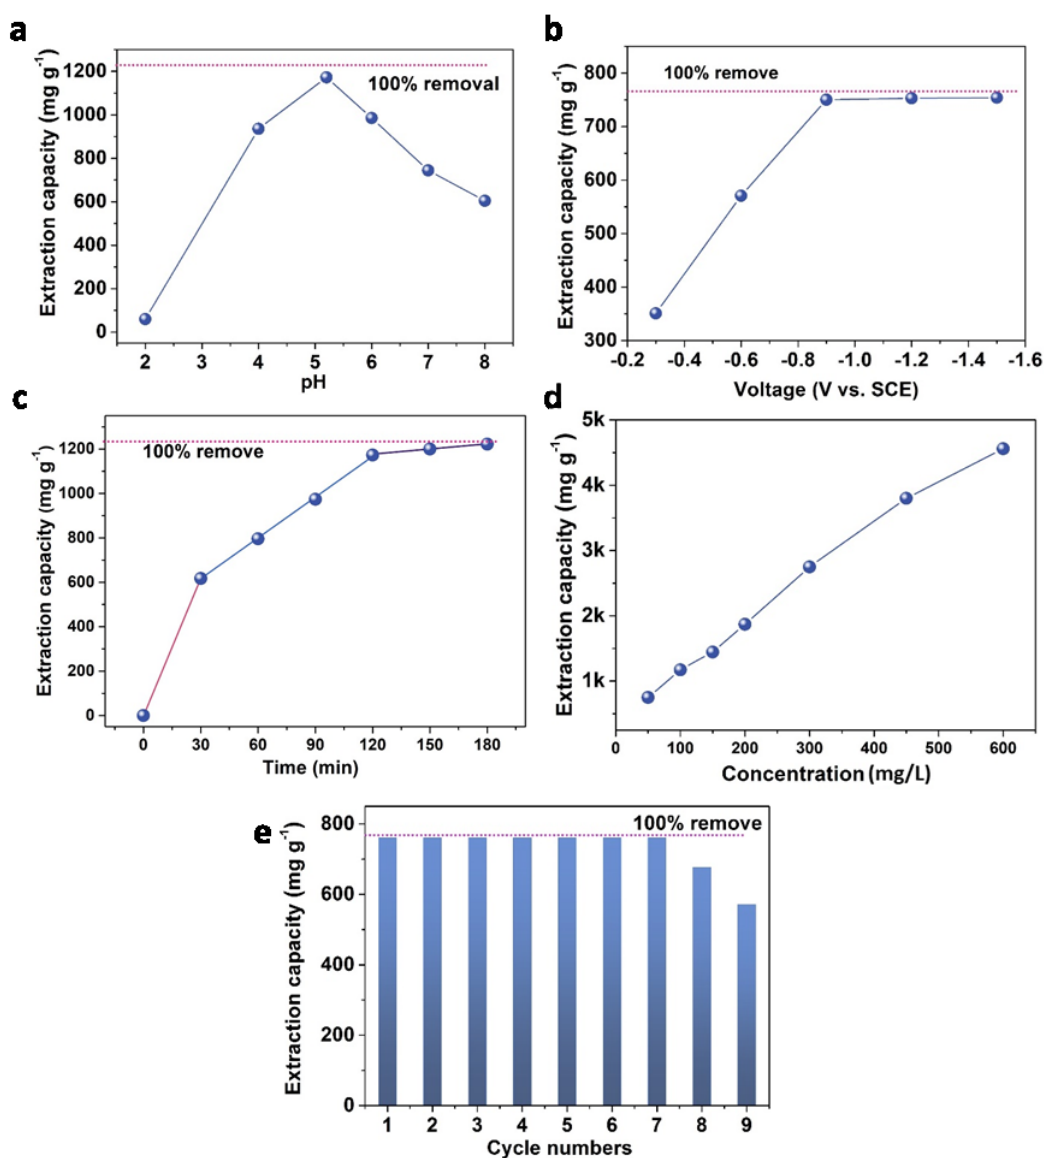 a
Extraction capacity (mg g⁻¹)
1200
1000
800
600
400
200
0
100% removal
2 3 4 5 6 7 8
pH
b
Extraction capacity (mg g⁻¹)
800
700
600
500
400
300
100% remove
-0.2 -0.4 -0.6 -0.8 -1.0 -1.2 -1.4 -1.6
Voltage (V vs. SCE)
c
Extraction capacity (mg g⁻¹)
1200
1000
800
600
400
200
0
100% remove
0 30 60 90 120 150 180
Time (min)
d
Extraction capacity (mg g⁻¹)
5k
4k
3k
2k
1k
0 100 200 300 400 500 600
Concentration (mg/L)
e
Extraction capacity (mg g⁻¹)
800
600
400
200
0
100% remove
1 2 3 4 5 6 7 8 9
Cycle numbers